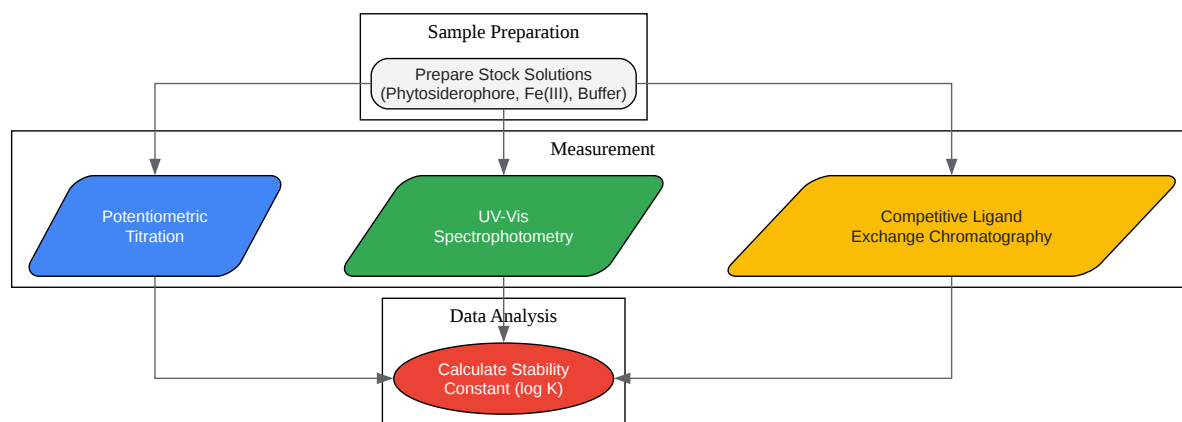 Sample Preparation
Prepare Stock Solutions
(Phytosiderophore, Fe(III), Buffer)
Measurement
Potentiometric
Titration
UV-Vis
Spectrophotometry
Competitive Ligand
Exchange Chromatography
Data Analysis
Calculate Stability
Constant (log K)